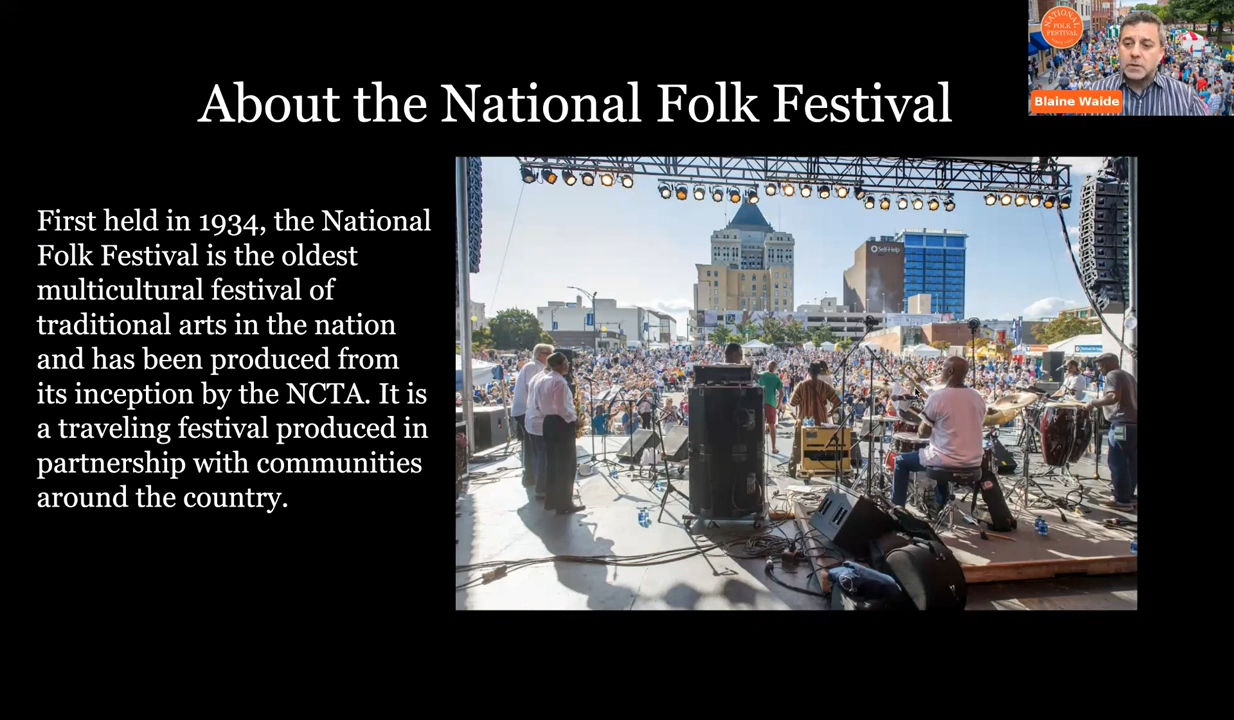 About the National Folk Festival
NATIONAL
FOLK
FESTIVAL
Blaine Waide
First held in 1934, the National
Folk Festival is the oldest
multicultural festival of
traditional arts in the nation
and has been produced from
its inception by the NCTA. It is
a traveling festival produced in
partnership with communities
around the country.
Self-Help